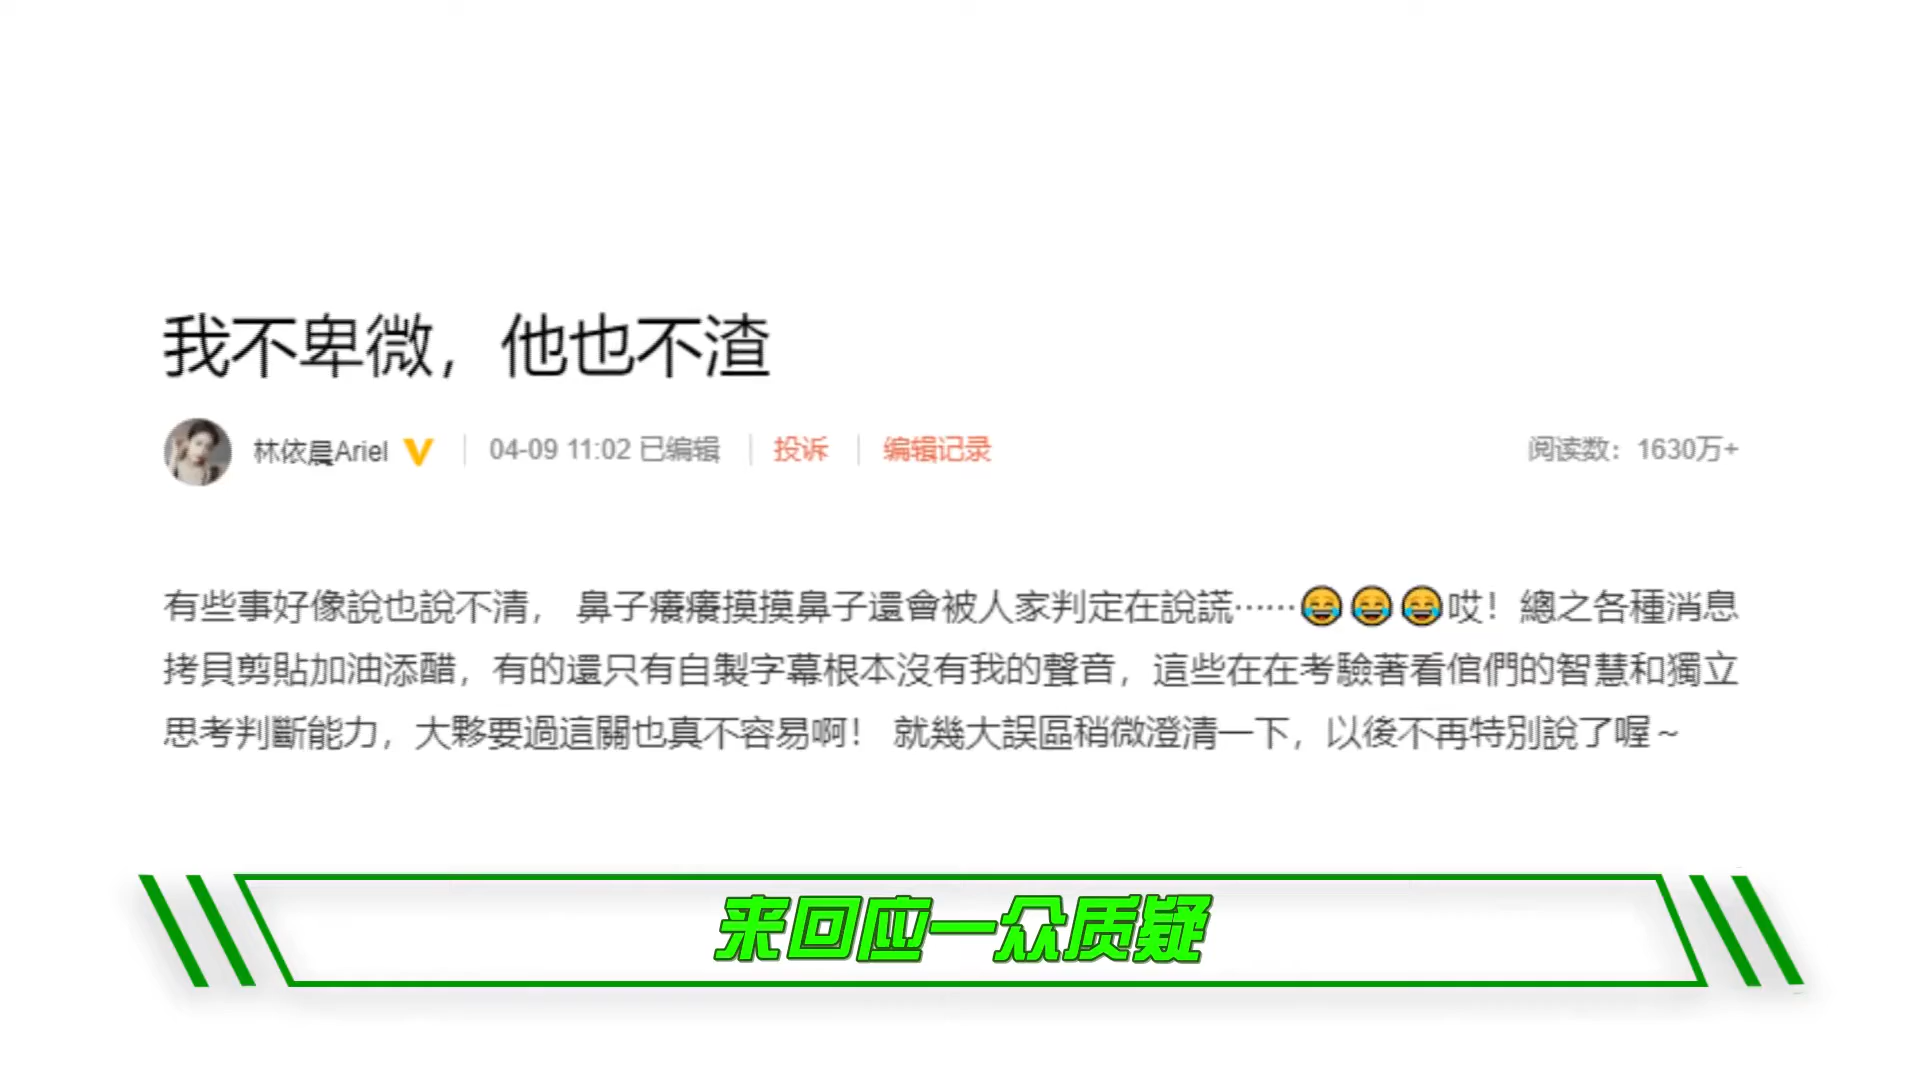 我不卑微，他也不渣
林依晨Ariel 04-09 11:02 已编辑 投诉 编辑记录 阅读数：1630万+
有些事好像說也說不清， 鼻子癢癢摸摸鼻子還會被人家判定在說謊……😂😂😂哎！總之各種消息
拷貝剪貼加油添醋，有的還只有自製字幕根本沒有我的聲音，這些在在考驗著看倌們的智慧和獨立
思考判斷能力，大夥要過這關也真不容易啊！ 就幾大誤區稍微澄清一下，以後不再特別說了喔～
来回应一众质疑